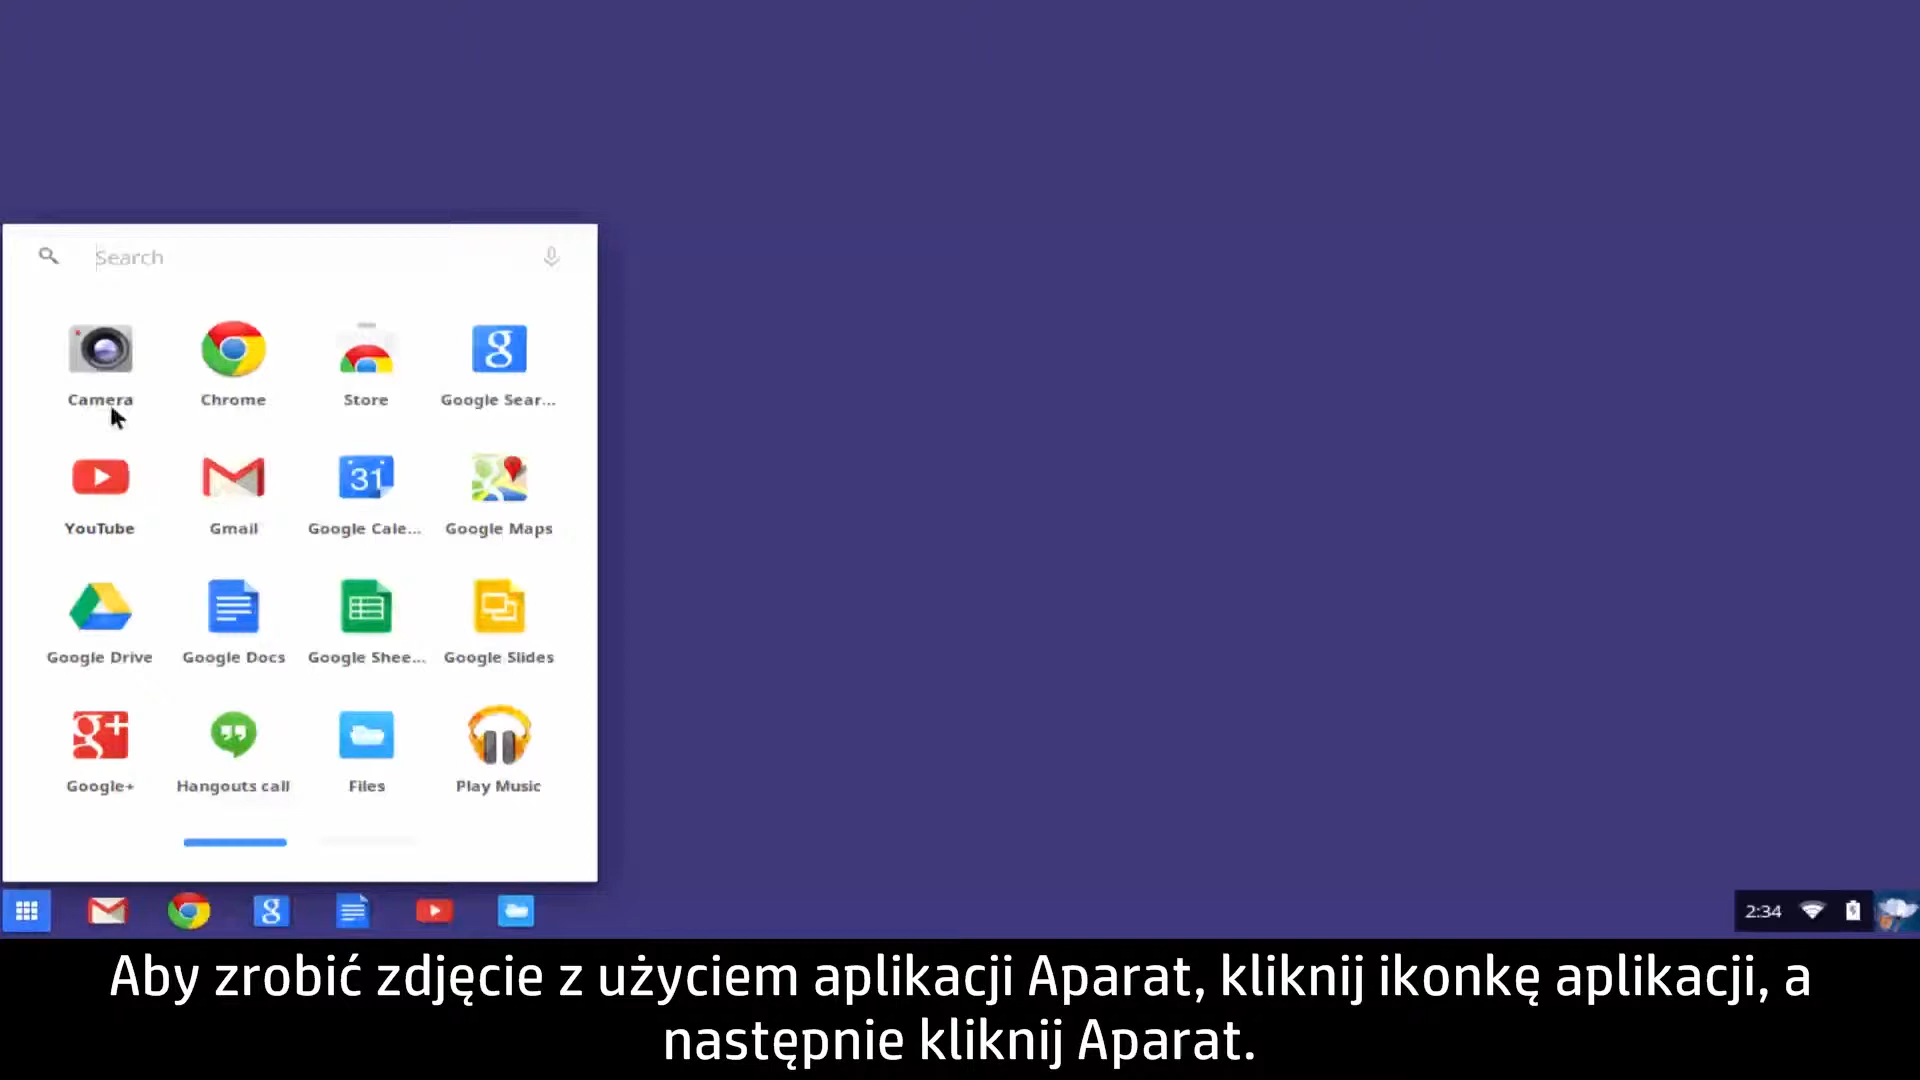 Search
Camera
Chrome
Store
Google Sear...
YouTube
Gmail
31
Google Cale...
Google Maps
Google Drive
Google Docs
Google Shee...
Google Slides
Google+
Hangouts call
Files
Play Music
2:34
Aby zrobić zdjęcie z użyciem aplikacji Aparat, kliknij ikonkę aplikacji, a
następnie kliknij Aparat.